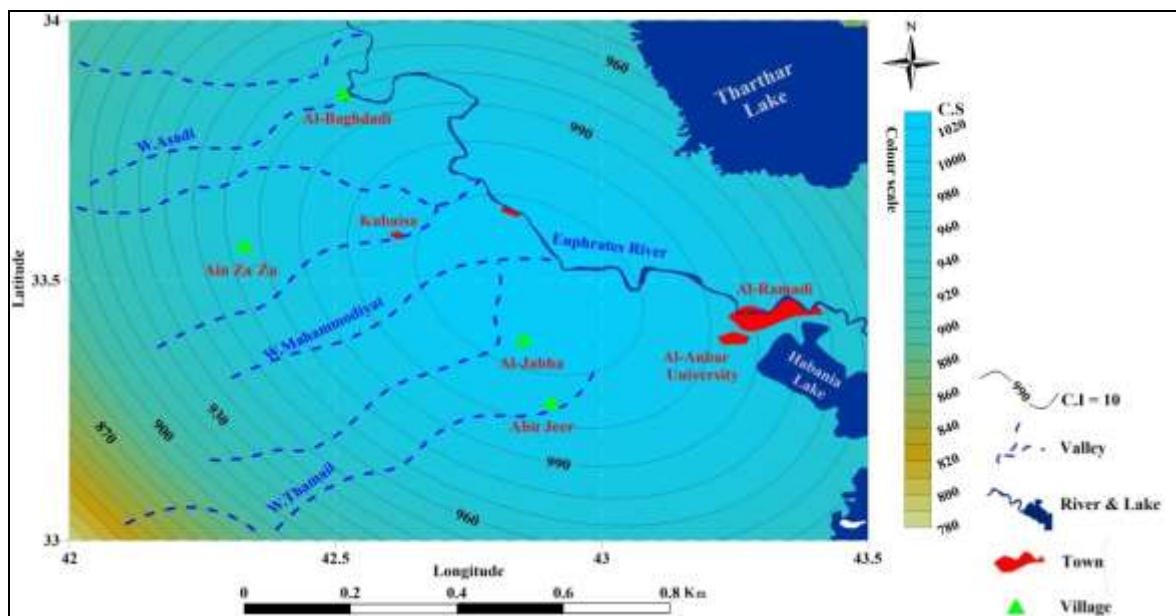 34
33.5
33
Latitude
42
42.5
43
43.5
Longitude
0
0.2
0.4
0.6
0.8 Km
Tharthar
Lake
960
990
Al-Baghdadi
W.Asadi
Kubaisa
Ain Za Zu
Euphrates River
W.Mahammodiyat
Al-Ramadi
Al-Anbar
University
Habania
Lake
Al-Jabha
Abu Jeer
W.Thamail
870
900
930
990
960
N
C.S
Colour scale
1020
1000
980
960
940
920
900
880
860
840
820
800
780
990
C.I = 10
Valley
River & Lake
Town
Village